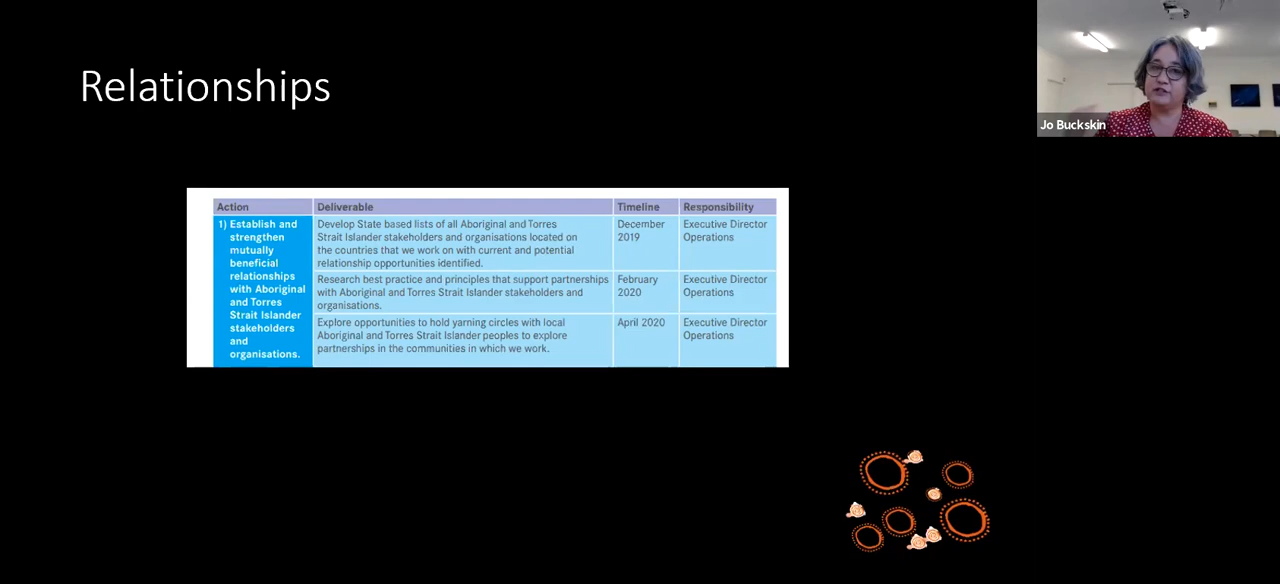 Relationships
Jo Buckskin
Action Deliverable Timeline Responsibility
1) Establish and
strengthen
mutually
beneficial
relationships
with Aboriginal
and Torres
Strait Islander
stakeholders
and
organisations.
Develop State based lists of all Aboriginal and Torres
Strait Islander stakeholders and organisations located on
the countries that we work on with current and potential
relationship opportunities identified.
December
2019
Executive Director
Operations
Research best practice and principles that support partnerships
with Aboriginal and Torres Strait Islander stakeholders and
organisations.
February
2020
Executive Director
Operations
Explore opportunities to hold yarning circles with local
Aboriginal and Torres Strait Islander peoples to explore
partnerships in the communities in which we work.
April 2020
Executive Director
Operations